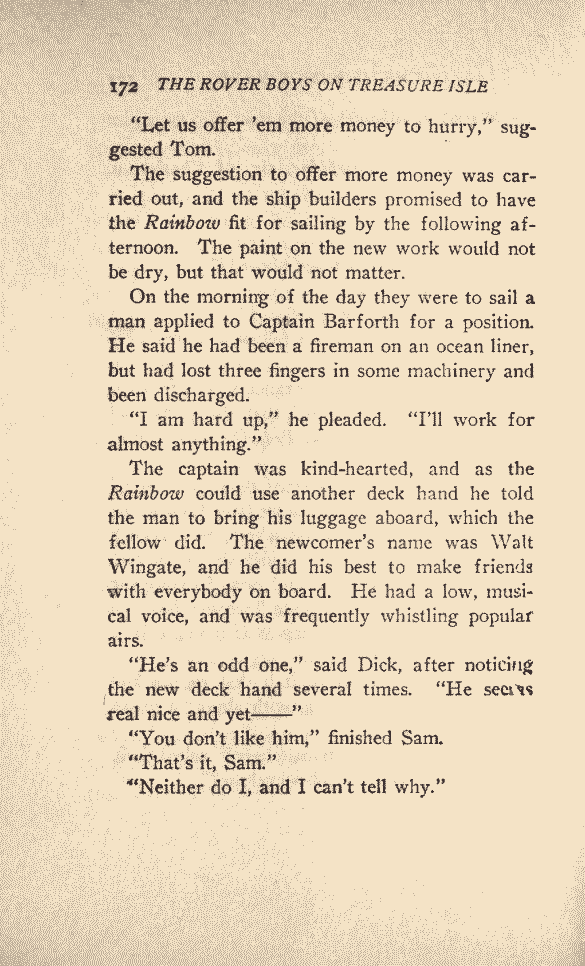 172 THE ROVER BOYS ON TREASURE ISLE
“Let us offer ’em more money to hurry,” sug-
gested Tom.
The suggestion to offer more money was car-
ried out, and the ship builders promised to have
the Rainbow fit for sailing by the following af-
ternoon. The paint on the new work would not
be dry, but that would not matter.
On the morning of the day they were to sail a
man applied to Captain Barforth for a position.
He said he had been a fireman on an ocean liner,
but had lost three fingers in some machinery and
been discharged.
“I am hard up,” he pleaded. “I’ll work for
almost anything.”
The captain was kind-hearted, and as the
Rainbow could use another deck hand he told
the man to bring his luggage aboard, which the
fellow did. The newcomer’s name was Walt
Wingate, and he did his best to make friends
with everybody on board. He had a low, musi-
cal voice, and was frequently whistling popular
airs.
“He’s an odd one,” said Dick, after noticing
the new deck hand several times. “He seems
real nice and yet——”
“You don’t like him,” finished Sam.
“That’s it, Sam.”
“Neither do I, and I can’t tell why.”